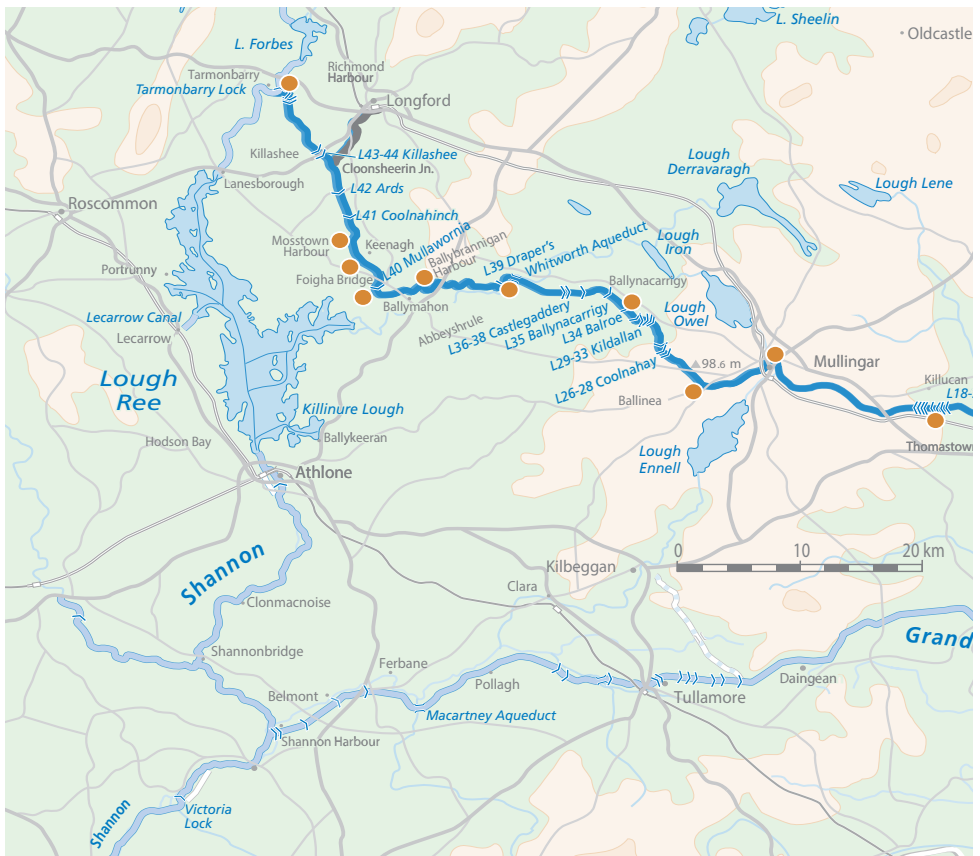 L. Sheelin
Oldcastle
L. Forbes
Richmond
Harbour
Tarmonbarry
Tarmonbarry Lock
Longford
Killashee
L43-44 Killashee
Cloonsheerin Jn.
Lough
Derravaragh
Lough Lene
Lanesborough
L42 Ards
Roscommon
L41 Coolnahinch
Mosstown
Harbour
Keenagh
L40 Mullawornia
Ballybrannigan
Harbour
L39 Draper's
Whitworth Aqueduct
Lough
Iron
Portrunny
Foigha Bridge
Ballynacarrigy
Ballymahon
Lough
Owel
Lecarrow Canal
Lecarrow
Abbeyshrule
L36-38 Castlegaddery
L35 Ballynacarrigy
L34 Balroe
L29-33 Kildallan
L26-28 Coolnahay
98.6 m
Mullingar
Lough
Ree
Killucan
L18-
Ballinea
Killinure Lough
Hodson Bay
Ballykeeran
Lough
Ennell
Thomastown
Athlone
0 10 20 km
Shannon
Kilbeggan
Clara
Clonmacnoise
Grand
Shannonbridge
Ferbane
Pollagh
Daingean
Belmont
Tullamore
Macartney Aqueduct
Shannon Harbour
Victoria
Lock
Shannon